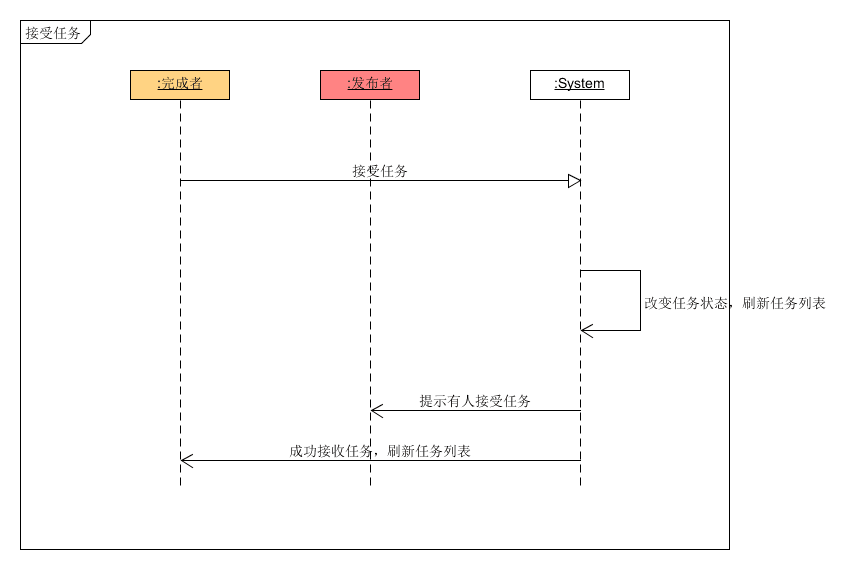 接受任务
:完成者
:发布者
:System
接受任务
改变任务状态，刷新任务列表
提示有人接受任务
成功接收任务，刷新任务列表